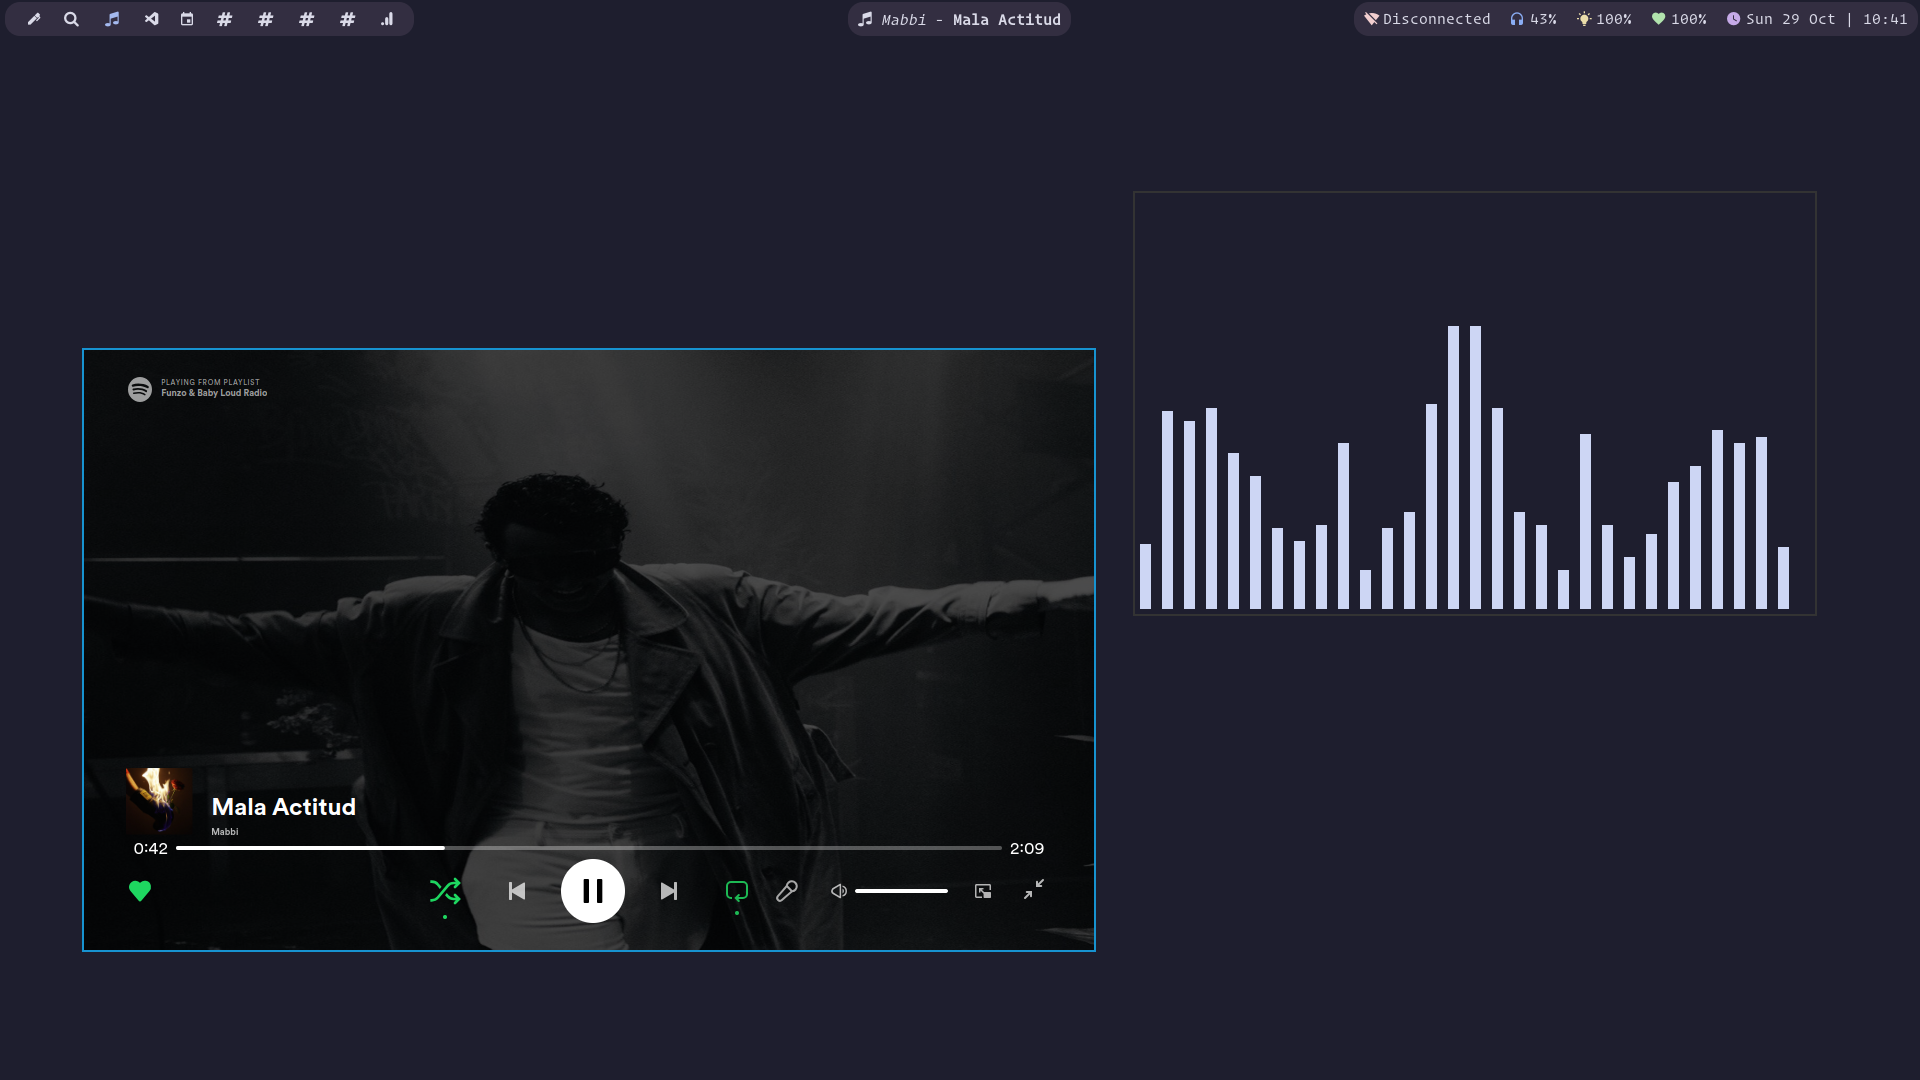 Mabbi - Mala Actitud
Disconnected 43% 100% 100% Sun 29 Oct | 10:41
PLAYING FROM PLAYLIST
Funzo & Baby Loud Radio
Mala Actitud
Mabbi
0:42 2:09